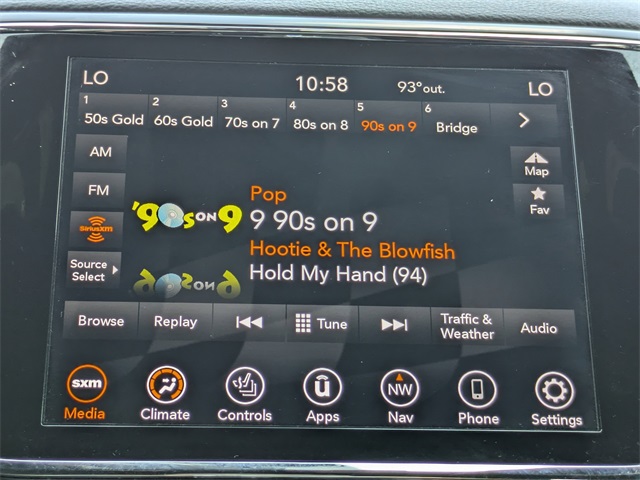 LO 10:58 93°out. LO
1 2 3 4 5 6
50s Gold 60s Gold 70s on 7 80s on 8 90s on 9 Bridge
AM
FM
SiriusXM
Source
Select
Map
Fav
'90s ON 9
Pop
9 90s on 9
Hootie & The Blowfish
Hold My Hand (94)
Browse Replay Tune Traffic &
Weather Audio
sxm ú NW
Media Climate Controls Apps Nav Phone Settings